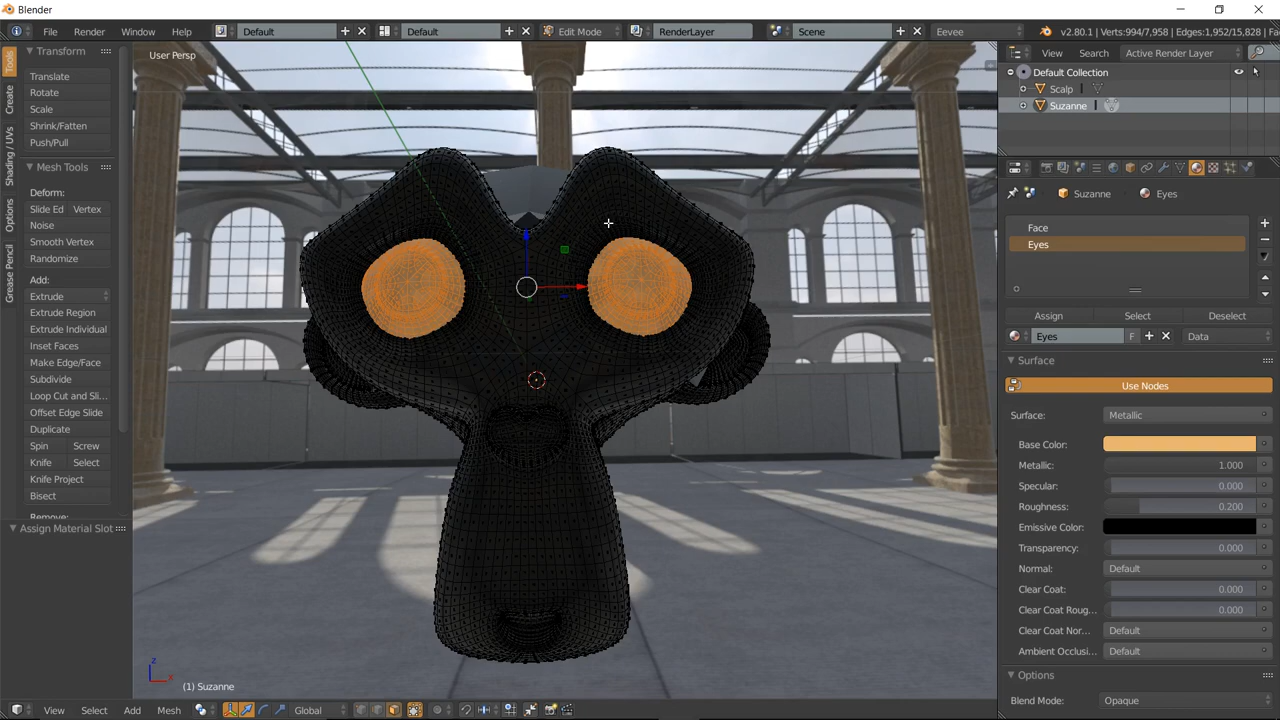 Blender
File Render Window Help Default Default Edit Mode RenderLayer Scene Eevee v2.80.1 | Verts:994/7,958 | Edges:1,952/15,828 | Fa
Tools
Create
Shading / UVs
Options
Grease Pencil
Transform
Translate
Rotate
Scale
Shrink/Fatten
Push/Pull
Mesh Tools
Deform:
Slide Ed Vertex
Noise
Smooth Vertex
Randomize
Add:
Extrude
Extrude Region
Extrude Individual
Inset Faces
Make Edge/Face
Subdivide
Loop Cut and Sli...
Offset Edge Slide
Duplicate
Spin Screw
Knife Select
Knife Project
Bisect
Remove:
Assign Material Slot
User Persp
z
x
(1) Suzanne
View Select Add Mesh Global
View Search Active Render Layer
Default Collection
Scalp
Suzanne
Suzanne Eyes
Face
Eyes
Assign Select Deselect
Eyes F Data
Surface
Use Nodes
Surface: Metallic
Base Color:
Metallic: 1.000
Specular: 0.000
Roughness: 0.200
Emissive Color:
Transparency: 0.000
Normal: Default
Clear Coat: 0.000
Clear Coat Roug... 0.000
Clear Coat Nor... Default
Ambient Occlusi... Default
Options
Blend Mode: Opaque